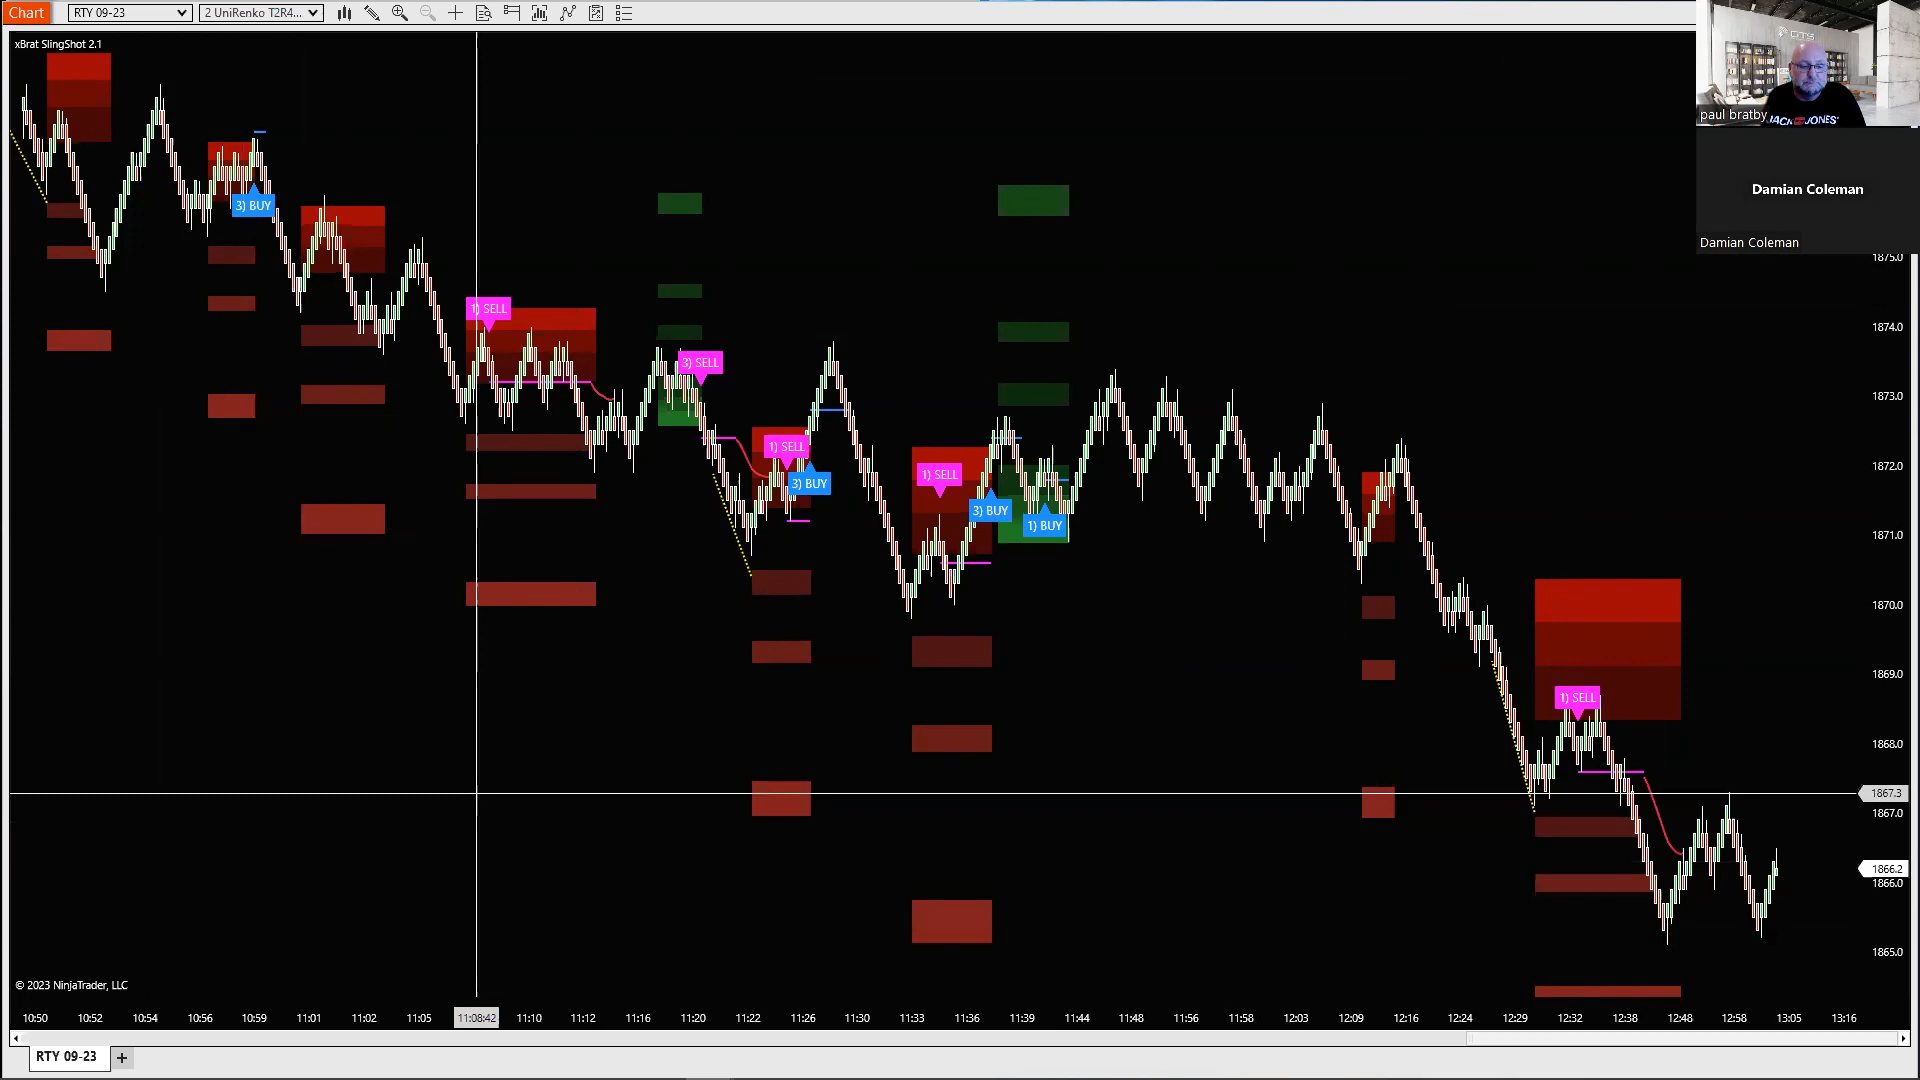 Chart RTY 09-23 2 UniRenko T2R4...
xBrat SlingShot 2.1
GTS
paul bratby
JACK JONES'
Damian Coleman
Damian Coleman
3) BUY
1) SELL
3) SELL
1) SELL
3) BUY
1) SELL
3) BUY
1) BUY
1) SELL
1875.0
1874.0
1873.0
1872.0
1871.0
1870.0
1869.0
1868.0
1867.3
1867.0
1866.2
1866.0
1865.0
© 2023 NinjaTrader, LLC
10:50 10:52 10:54 10:56 10:59 11:01 11:02 11:05 11:08:42 11:10 11:12 11:16 11:20 11:22 11:26 11:30 11:33 11:36 11:39 11:44 11:48 11:56 11:58 12:03 12:09 12:16 12:24 12:29 12:32 12:38 12:48 12:58 13:05 13:16
RTY 09-23 +